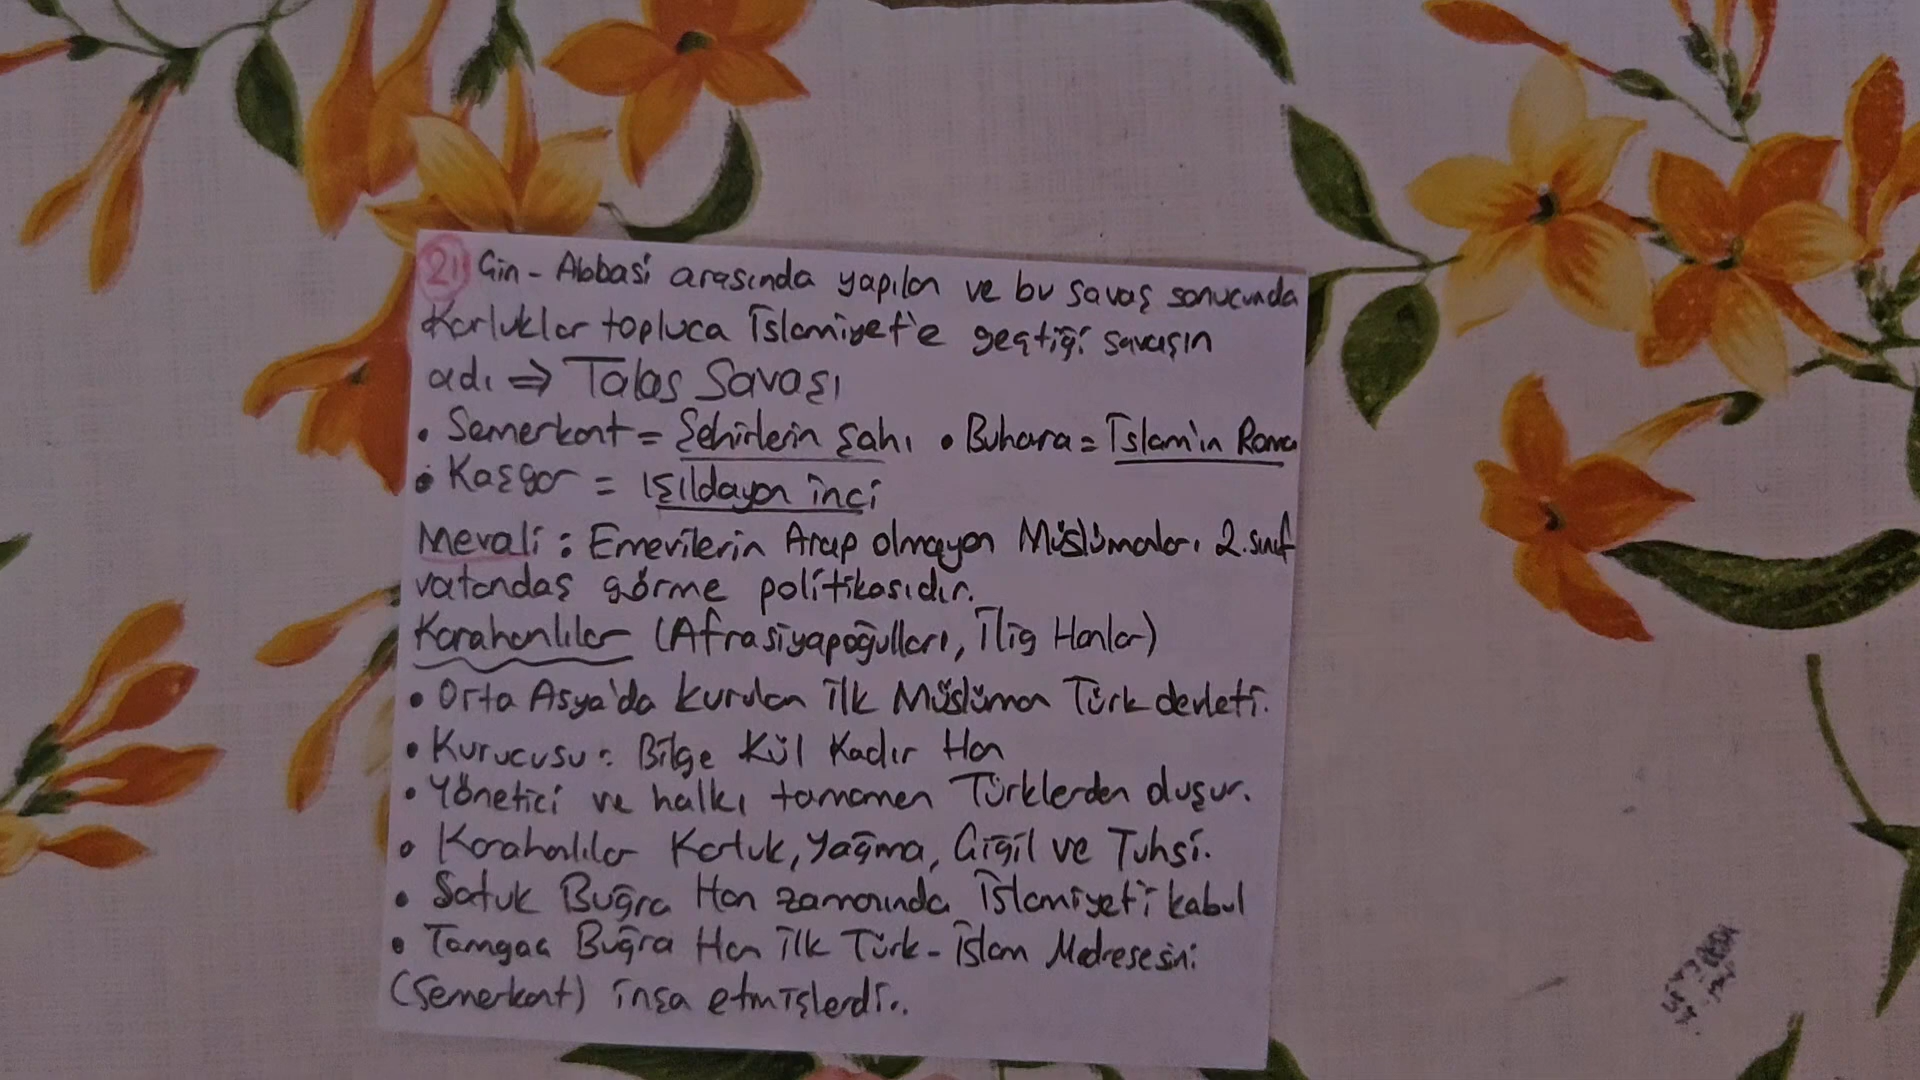 21 Çin - Abbasi arasında yapılan ve bu savaş sonucunda
Karluklar topluca İslamiyet'e geçtiği savaşın
adı ⇒ Talas Savaşı
• Semerkant = Şehirlerin şahı • Buhara = İslam'ın Roma
• Kaşgar = Işıldayan inci
Mevali : Emevilerin Arap olmayan Müslümanları 2. sınıf
vatandaş görme politikasıdır.
Karahanlılar (Afrasiyapoğulları, İlig Hanlar)
• Orta Asya'da kurulan ilk Müslüman Türk devleti.
• Kurucusu : Bilge Kül Kadir Han
• Yönetici ve halkı tamamen Türklerden oluşur.
• Karahanlılar Karluk, Yağma, Çiğil ve Tuhsi.
• Satuk Buğra Han zamanında İslamiyeti kabul
• Tamgaç Buğra Han ilk Türk - İslam Medresesini
(Semerkant) inşa etmişlerdi..